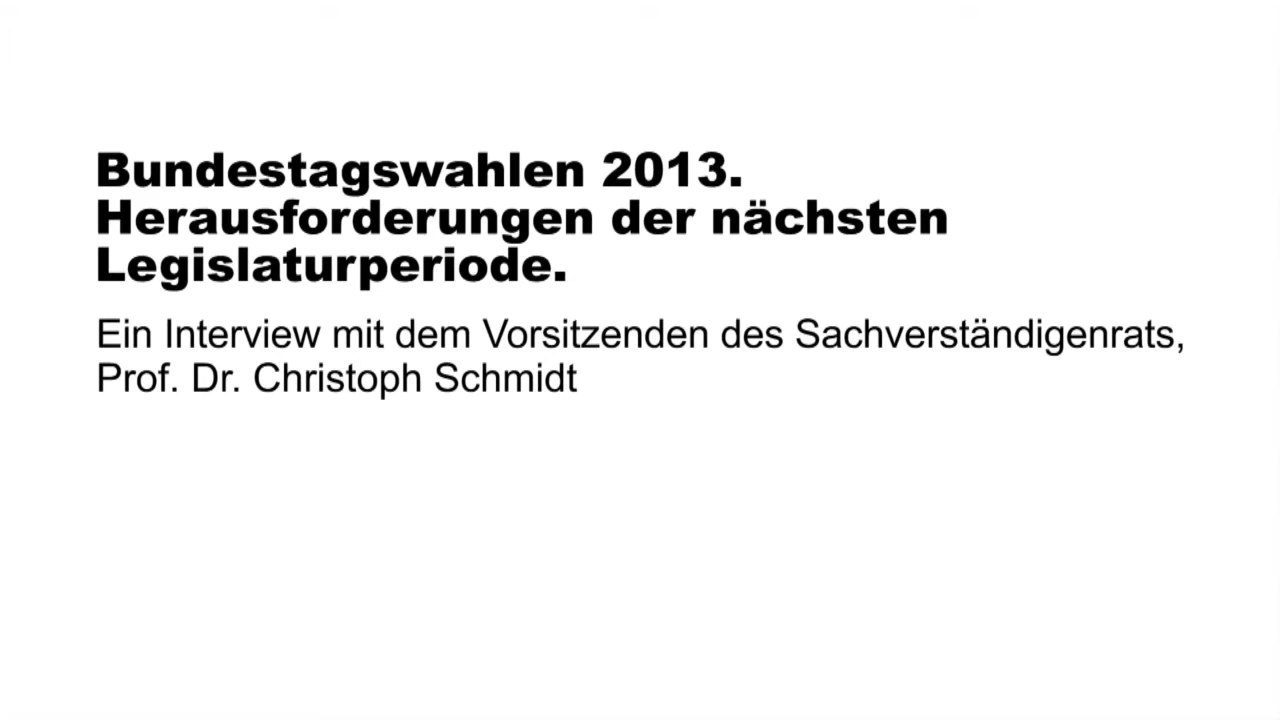 Bundestagswahlen 2013.
Herausforderungen der nächsten
Legislaturperiode.
Ein Interview mit dem Vorsitzenden des Sachverständigenrats,
Prof. Dr. Christoph Schmidt